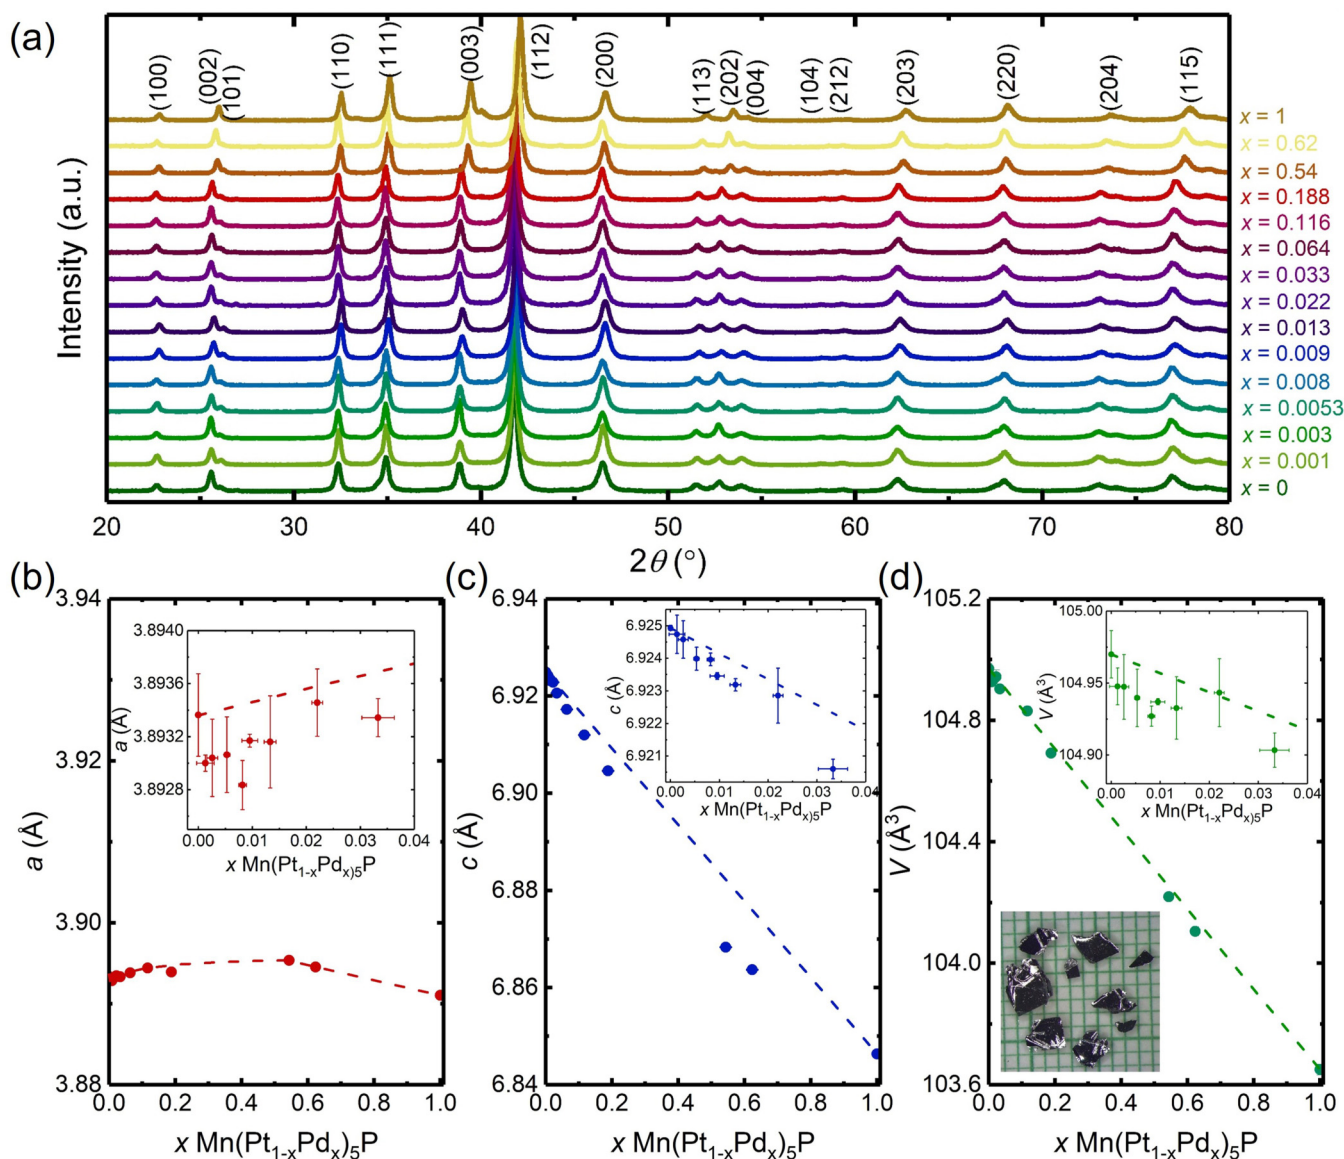 (a)
(100)
(002)
(101)
(110)
(111)
(003)
(112)
(200)
(113)
(202)
(004)
(104)
(212)
(203)
(220)
(204)
(115)
Intensity (a.u.)
x = 1
x = 0.62
x = 0.54
x = 0.188
x = 0.116
x = 0.064
x = 0.033
x = 0.022
x = 0.013
x = 0.009
x = 0.008
x = 0.0053
x = 0.003
x = 0.001
x = 0
20 30 40 50 60 70 80
2θ (°)
(b)
3.94
3.92
3.90
3.88
a (Å)
0.0 0.2 0.4 0.6 0.8 1.0
x Mn(Pt1-xPdx)5P
3.8940
3.8936
3.8932
3.8928
a (Å)
0.00 0.01 0.02 0.03 0.04
x Mn(Pt1-xPdx)5P
(c)
6.94
6.92
6.90
6.88
6.86
6.84
c (Å)
0.0 0.2 0.4 0.6 0.8 1.0
x Mn(Pt1-xPdx)5P
6.925
6.924
6.923
6.922
6.921
c (Å)
0.00 0.01 0.02 0.03 0.04
x Mn(Pt1-xPdx)5P
(d)
105.2
104.8
104.4
104.0
103.6
V (Å3)
0.0 0.2 0.4 0.6 0.8 1.0
x Mn(Pt1-xPdx)5P
105.00
104.95
104.90
V (Å3)
0.00 0.01 0.02 0.03 0.04
x Mn(Pt1-xPdx)5P